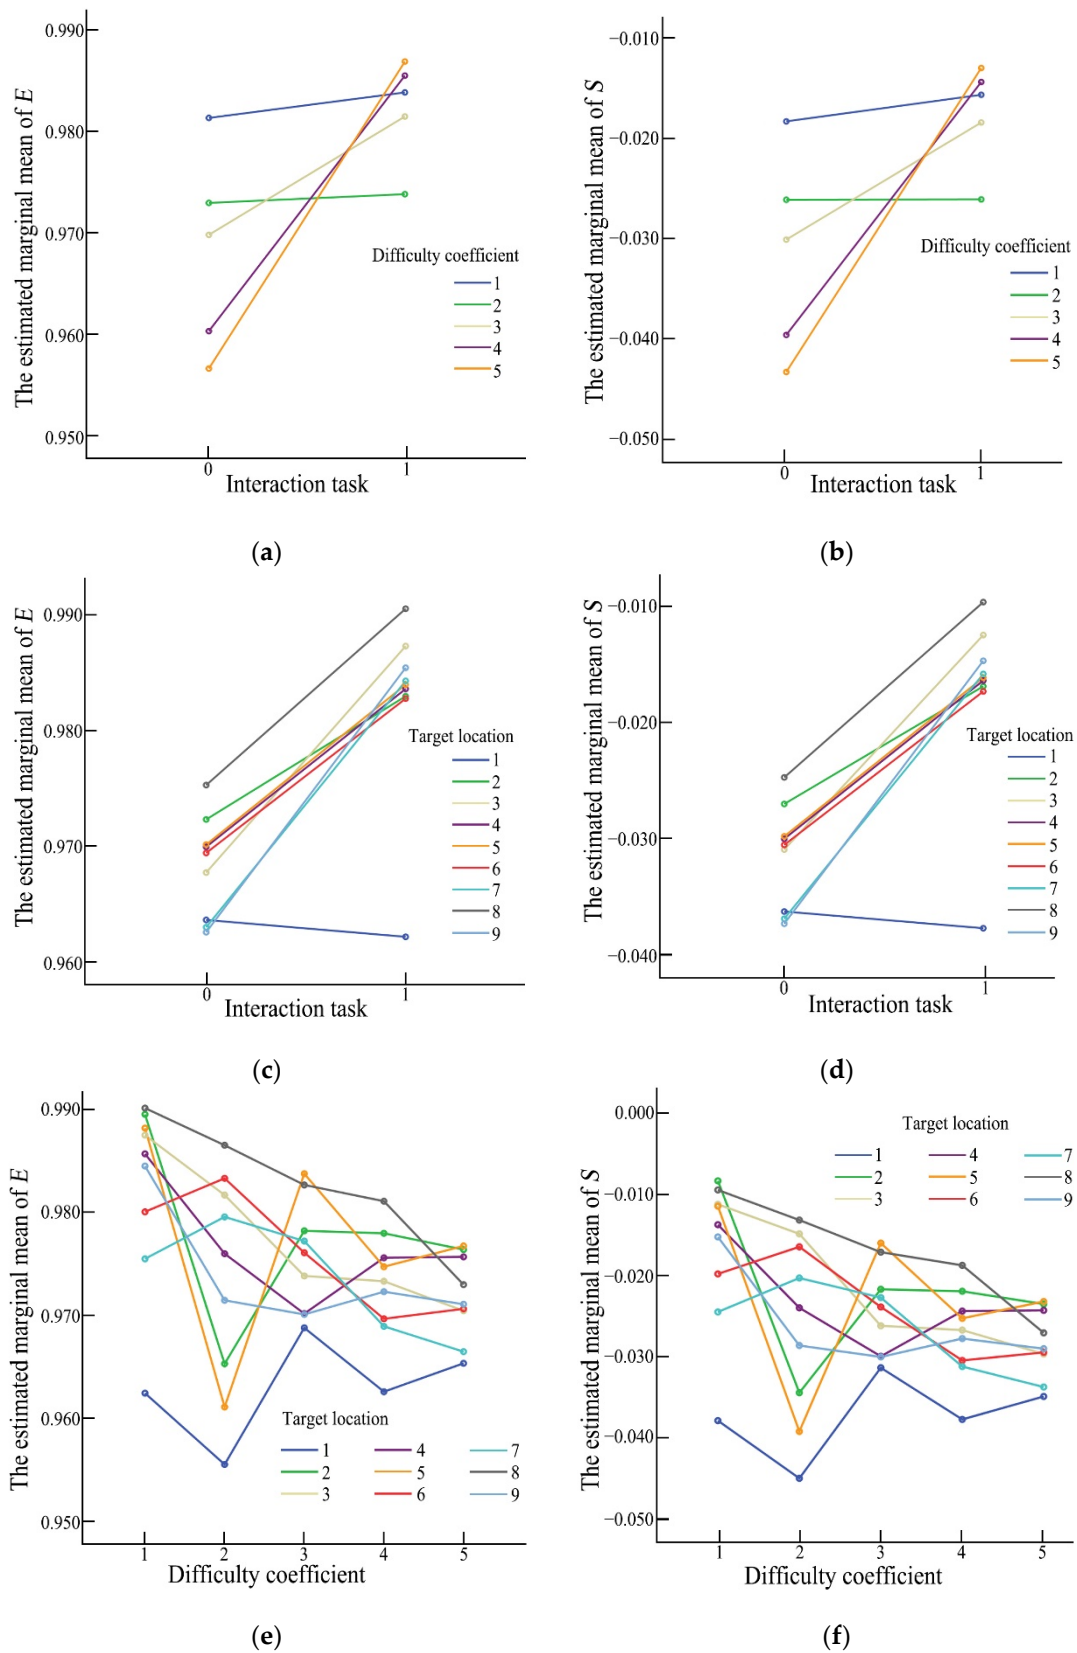 The estimated marginal mean of E
0.990
0.980
0.970
0.960
0.950
0
1
Interaction task
Difficulty coefficient
1
2
3
4
5
(a)
The estimated marginal mean of S
−0.010
−0.020
−0.030
−0.040
−0.050
0
1
Interaction task
Difficulty coefficient
1
2
3
4
5
(b)
The estimated marginal mean of E
0.990
0.980
0.970
0.960
0
1
Interaction task
Target location
1
2
3
4
5
6
7
8
9
(c)
The estimated marginal mean of S
−0.010
−0.020
−0.030
−0.040
0
1
Interaction task
Target location
1
2
3
4
5
6
7
8
9
(d)
The estimated marginal mean of E
0.990
0.980
0.970
0.960
0.950
1 2 3 4 5
Difficulty coefficient
Target location
1 4 7
2 5 8
3 6 9
(e)
The estimated marginal mean of S
0.000
−0.010
−0.020
−0.030
−0.040
−0.050
1 2 3 4 5
Difficulty coefficient
Target location
1 4 7
2 5 8
3 6 9
(f)